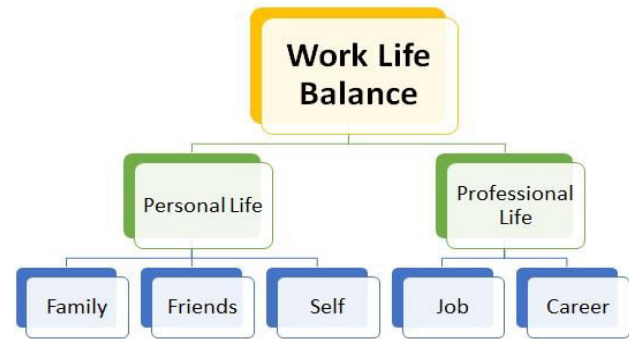 Work Life
Balance
Personal Life
Professional
Life
Family
Friends
Self
Job
Career